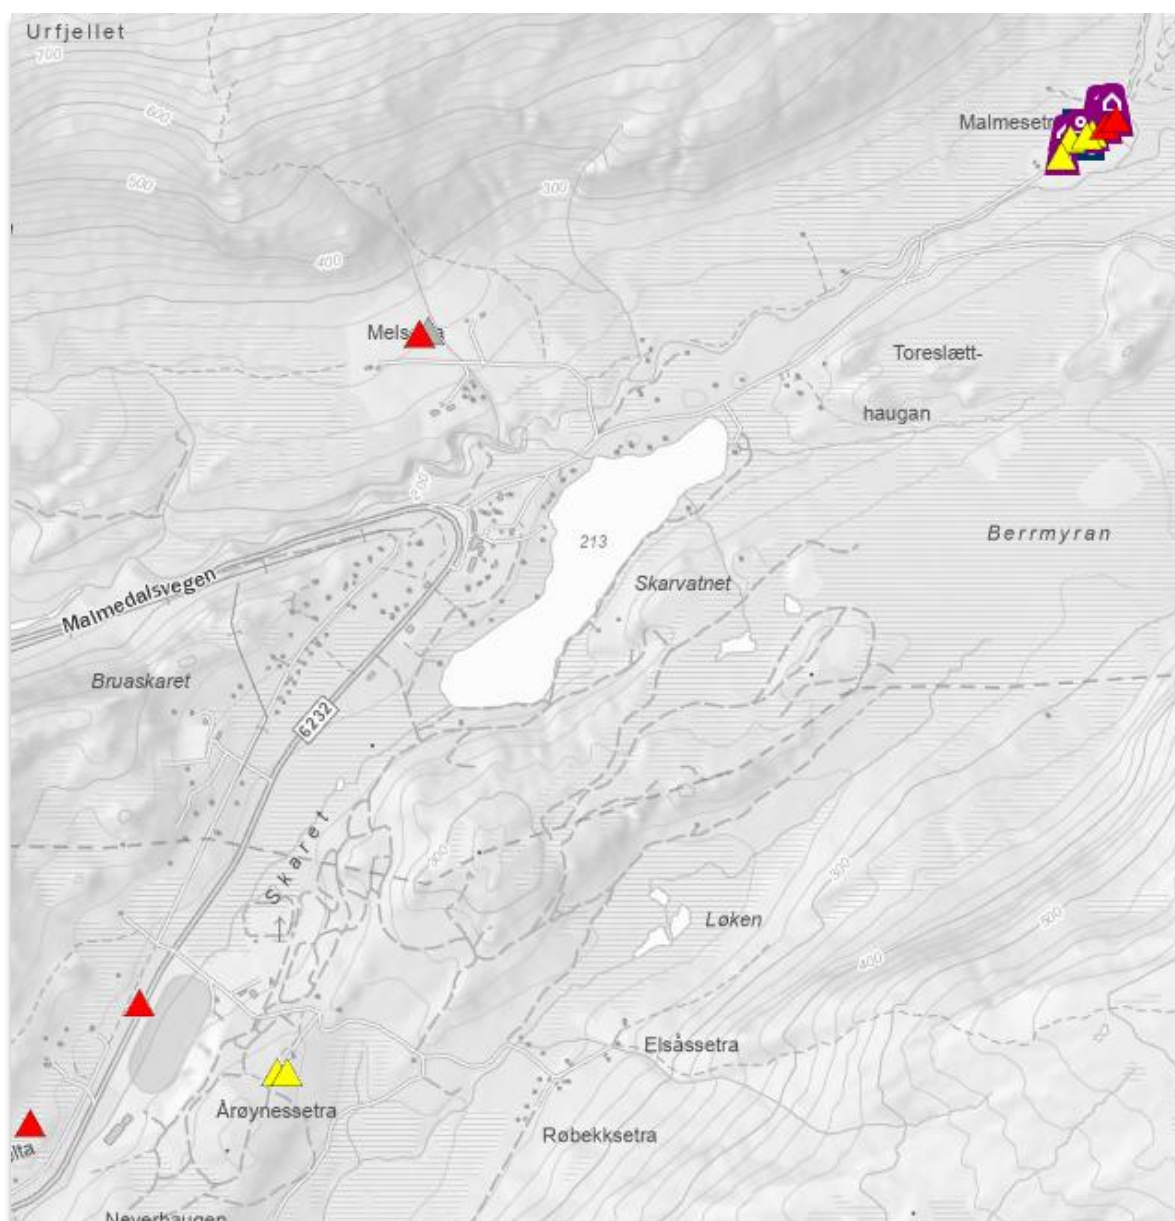 Urfjellet
700
600
Malmesetr
500
300
400
Toreslætt-
haugan
200
213
Berrmyran
Skarvatnet
Malmedalsvegen
Bruaskaret
6232
Skaret
300
300
Løken
500
400
Elsåssetra
Årøynessetra
Røbekksetra
Neverhaugen